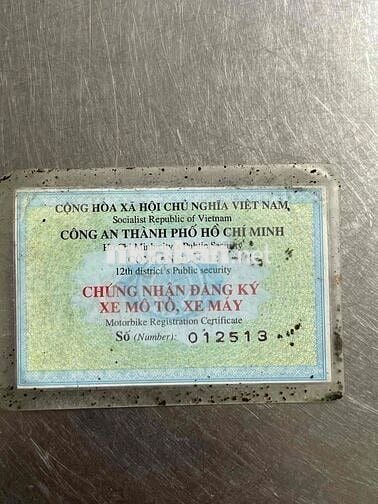 CỘNG HÒA XÃ HỘI CHỦ NGHĨA VIỆT NAM
Socialist Republic of Vietnam
CÔNG AN THÀNH PHỐ HỒ CHÍ MINH
Public Security
12th district's Public security
CHỨNG NHẬN ĐĂNG KÝ
XE MÔ TÔ, XE MÁY
Motorbike Registration Certificate
Số (Number): 012513